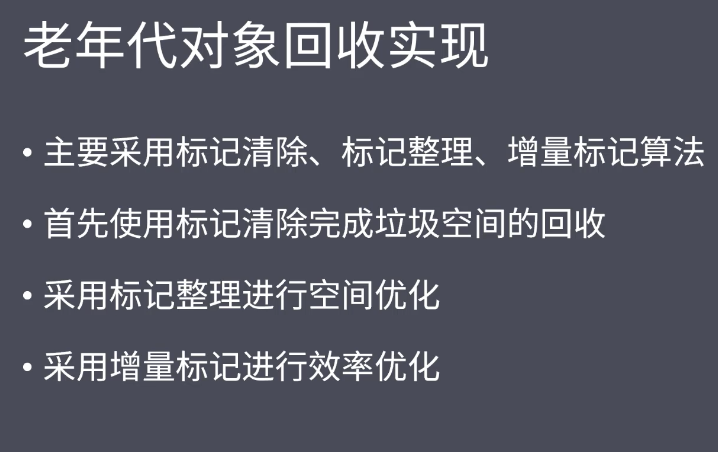 老年代对象回收实现
• 主要采用标记清除、标记整理、增量标记算法
• 首先使用标记清除完成垃圾空间的回收
• 采用标记整理进行空间优化
• 采用增量标记进行效率优化